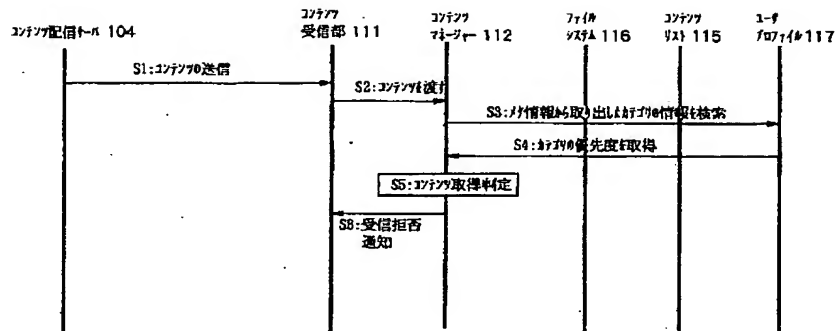 コンテンツ配信サーバ 104
コンテンツ
受信部 111
コンテンツ
マネージャー 112
ファイル
システム 116
コンテンツ
リスト 115
ユーザ
プロファイル 117
S1:コンテンツの送信
S2:コンテンツを渡す
S3:メタ情報から取り出したカテゴリの情報を検索
S4:カテゴリの優先度を取得
S5:コンテンツ取得判定
S8:受信拒否
通知